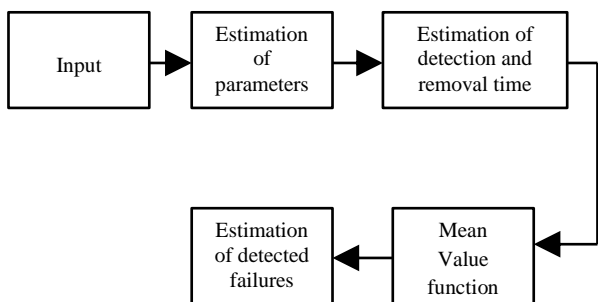 Input
Estimation
of
parameters
Estimation of
detection and
removal time
Estimation
of detected
failures
Mean
Value
function